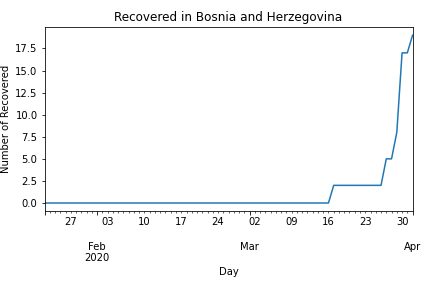 Recovered in Bosnia and Herzegovina
Number of Recovered
17.5
15.0
12.5
10.0
7.5
5.0
2.5
0.0
27 03 10 17 24 02 09 16 23 30
Feb Mar Apr
2020
Day